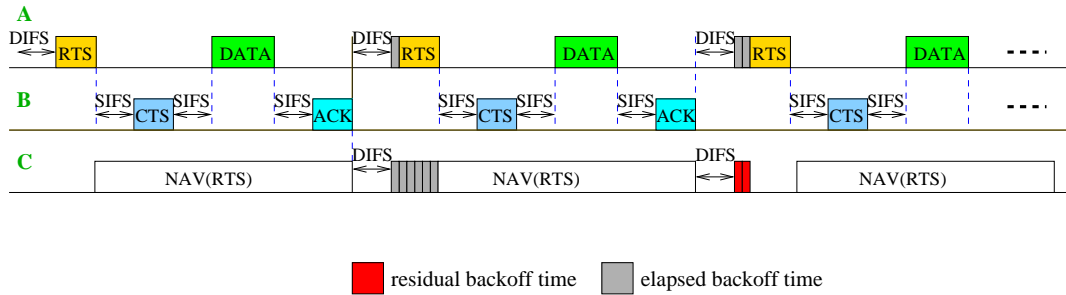 A
DIFS RTS DATA DIFS RTS DATA DIFS RTS DATA
B
SIFS CTS SIFS SIFS ACK SIFS CTS SIFS SIFS ACK SIFS CTS SIFS
C
NAV(RTS) DIFS NAV(RTS) DIFS NAV(RTS)
residual backoff time elapsed backoff time